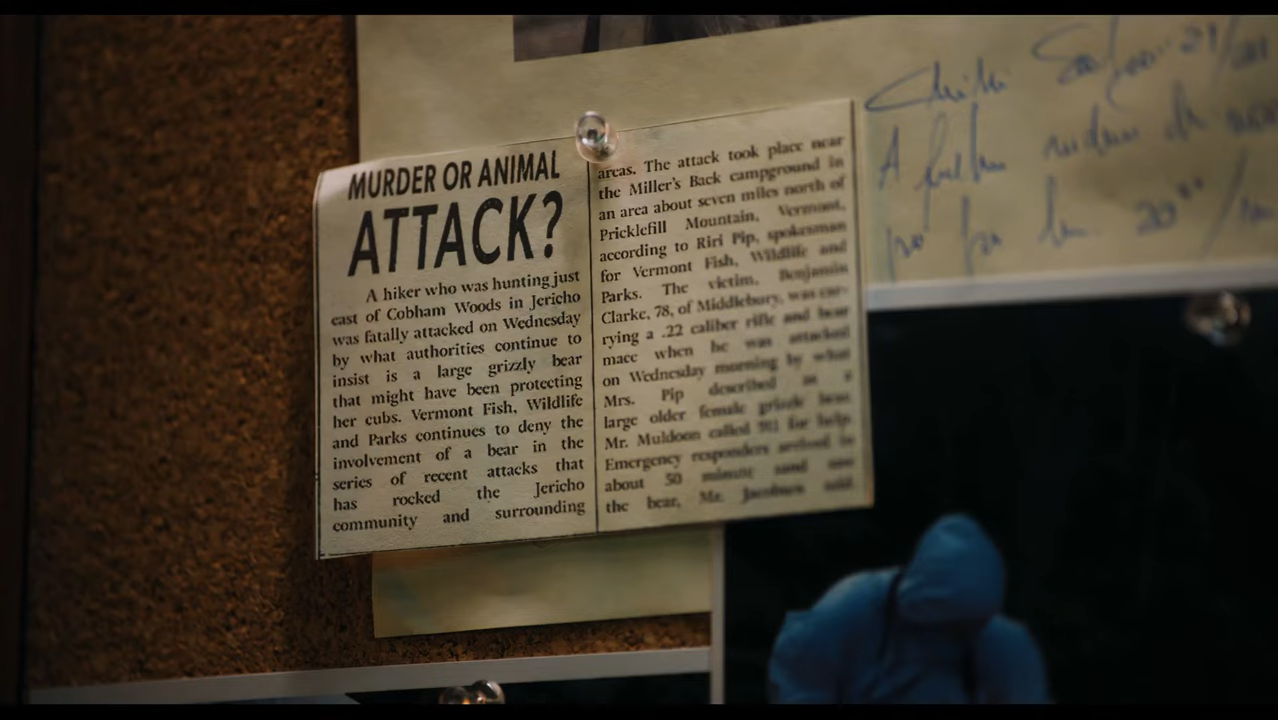 MURDER OR ANIMAL
ATTACK?
A hiker who was hunting just
east of Cobham Woods in Jericho
was fatally attacked on Wednesday
by what authorities continue to
insist is a large grizzly bear
that might have been protecting
her cubs. Vermont Fish, Wildlife
and Parks continues to deny the
involvement of a bear in the
series of recent attacks that
has rocked the Jericho
community and surrounding
areas. The attack took place near
the Miller's Back campground in
an area about seven miles north of
Pricklefill Mountain, Vermont,
according to Riri Pip, spokesman
for Vermont Fish, Wildlife and
Parks. The victim, Benjamin
Clarke, 78, of Middlebury, was car-
rying a .22 caliber rifle and bear
mace when he was attacked
on Wednesday morning by what
Mrs. Pip described as a
large older female grizzly bear
Mr. Muldoon called 911 for help
Emergency responders arrived in
about 50
the bear, Mr. Jacobsen said